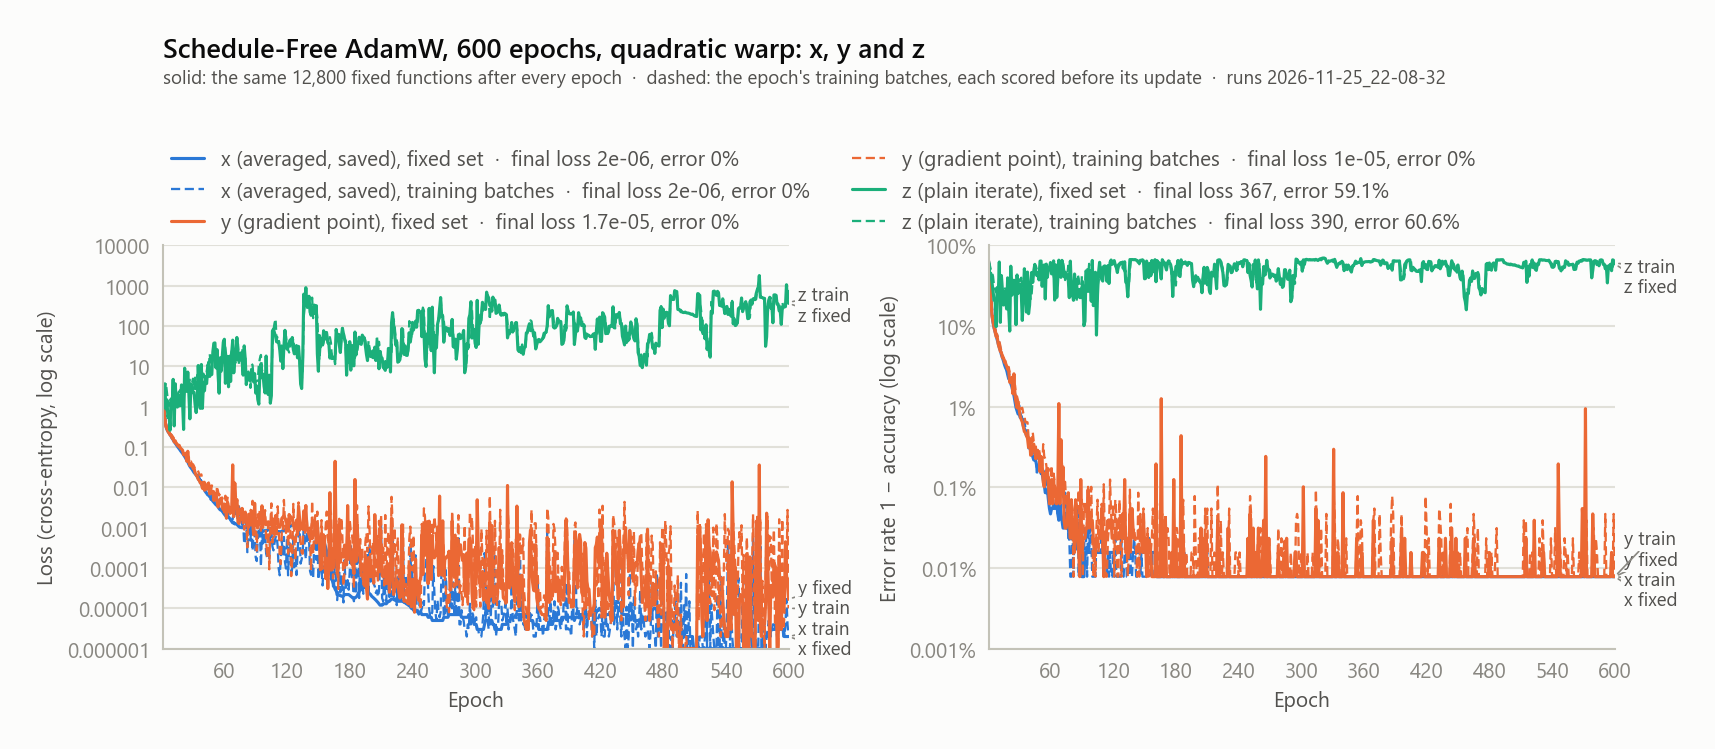 Schedule-Free AdamW, 600 epochs, quadratic warp: x, y and z
solid: the same 12,800 fixed functions after every epoch · dashed: the epoch's training batches, each scored before its update · runs 2026-11-25_22-08-32
x (averaged, saved), fixed set · final loss 2e-06, error 0%
x (averaged, saved), training batches · final loss 2e-06, error 0%
y (gradient point), fixed set · final loss 1.7e-05, error 0%
y (gradient point), training batches · final loss 1e-05, error 0%
z (plain iterate), fixed set · final loss 367, error 59.1%
z (plain iterate), training batches · final loss 390, error 60.6%
Loss (cross-entropy, log scale)
10000
1000
100
10
1
0.1
0.01
0.001
0.0001
0.00001
0.000001
60 120 180 240 300 360 420 480 540 600
Epoch
z train
z fixed
y fixed
y train
x train
x fixed
Error rate 1 − accuracy (log scale)
100%
10%
1%
0.1%
0.01%
0.001%
60 120 180 240 300 360 420 480 540 600
Epoch
z train
z fixed
y train
y fixed
x train
x fixed